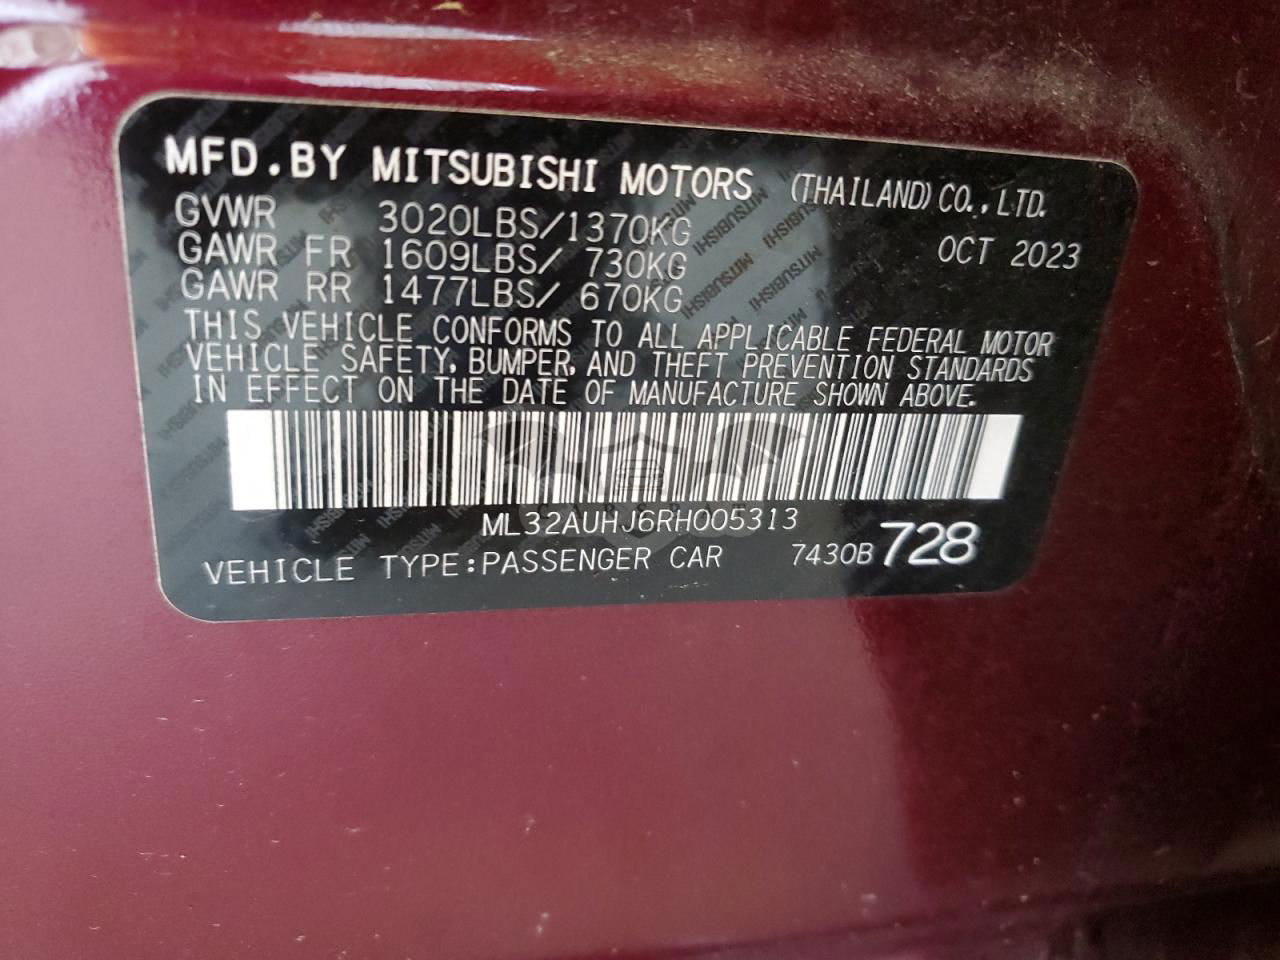 MFD.BY MITSUBISHI MOTORS (THAILAND) CO.,LTD.
GVWR 3020LBS/1370KG OCT 2023
GAWR FR 1609LBS/ 730KG
GAWR RR 1477LBS/ 670KG
THIS VEHICLE CONFORMS TO ALL APPLICABLE FEDERAL MOTOR
VEHICLE SAFETY, BUMPER, AND THEFT PREVENTION STANDARDS
IN EFFECT ON THE DATE OF MANUFACTURE SHOWN ABOVE.
ML32AUHJ6RH005313
VEHICLE TYPE:PASSENGER CAR 7430B 728